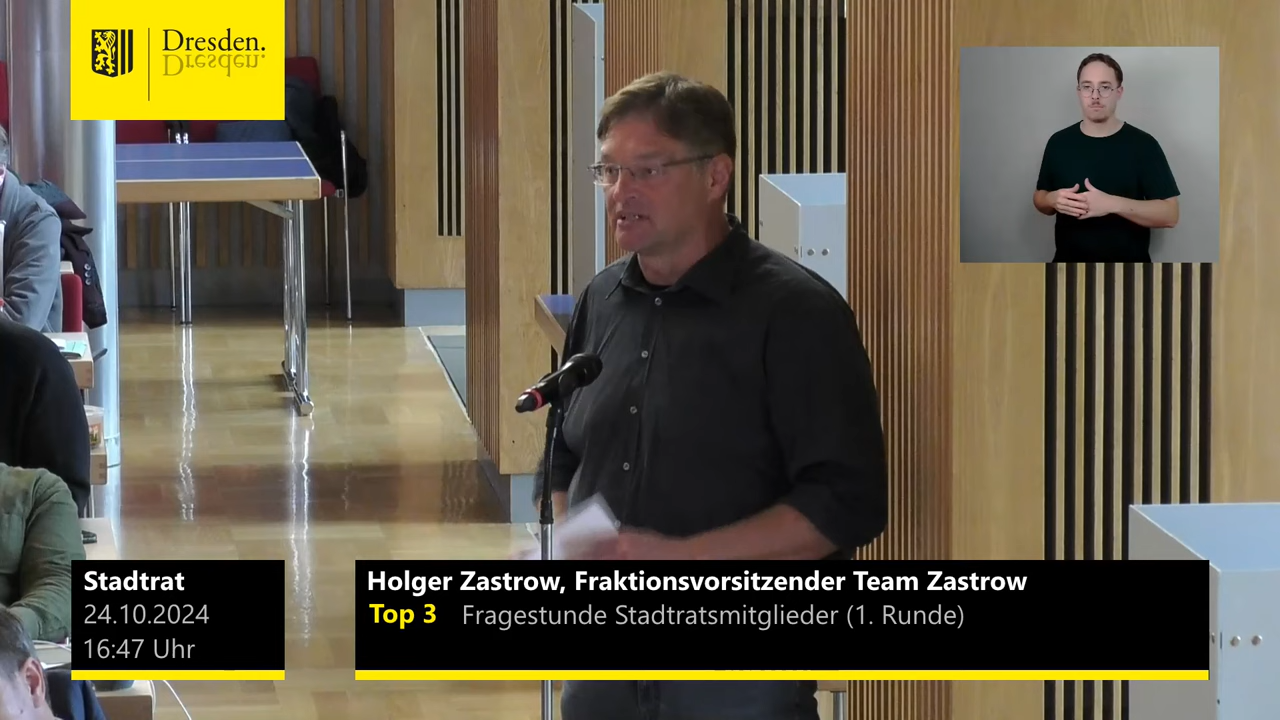 Dresden.
Dresden.
Stadtrat
24.10.2024
16:47 Uhr
Holger Zastrow, Fraktionsvorsitzender Team Zastrow
Top 3 Fragestunde Stadtratsmitglieder (1. Runde)